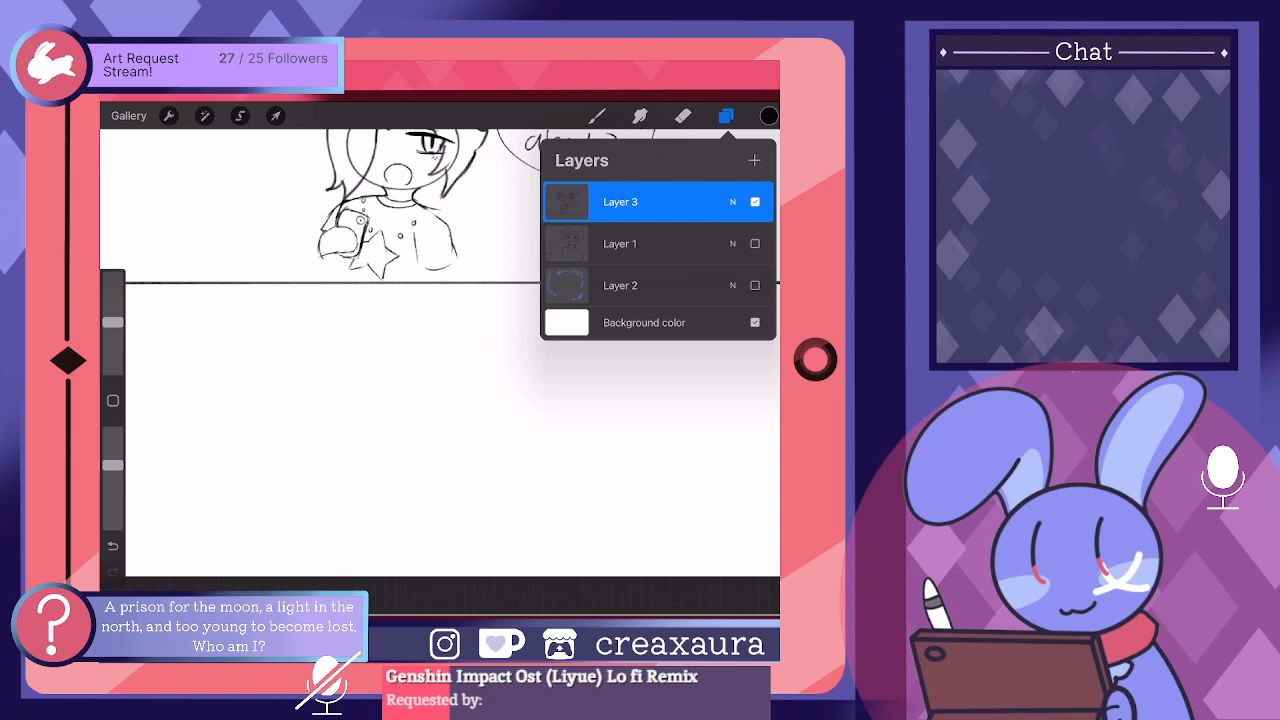 Art Request
Stream!
27 / 25 Followers
Chat
Gallery
Layers
Layer 3
N
Layer 1
N
Layer 2
N
Background color
A prison for the moon, a light in the
north, and too young to become lost.
Who am I?
creaxaura
Genshin Impact Ost (Liyue) Lo fi Remix
Requested by: